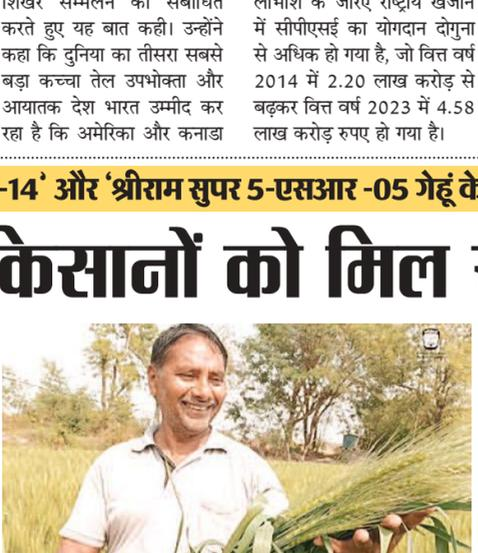 शिखर सम्मेलन को संबोधित
करते हुए यह बात कही। उन्होंने
कहा कि दुनिया का तीसरा सबसे
बड़ा कच्चा तेल उपभोक्ता और
आयातक देश भारत उम्मीद कर
रहा है कि अमेरिका और कनाडा
लाभांश के जरिए राष्ट्रीय खजाने
में सीपीएसई का योगदान दोगुना
से अधिक हो गया है, जो वित्त वर्ष
2014 में 2.20 लाख करोड़ से
बढ़कर वित्त वर्ष 2023 में 4.58
लाख करोड़ रुपए हो गया है।
-14' और 'श्रीराम सुपर 5-एसआर -05 गेहूं के
किसानों को मिल